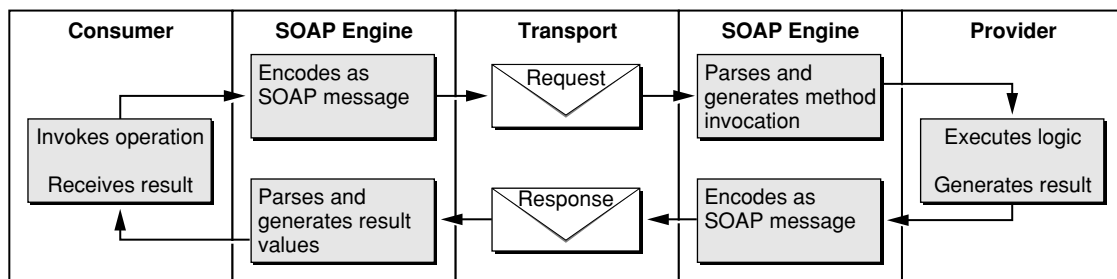 Consumer
SOAP Engine
Transport
SOAP Engine
Provider
Encodes as
SOAP message
Request
Parses and
generates method
invocation
Invokes operation
Receives result
Executes logic
Generates result
Parses and
generates result
values
Response
Encodes as
SOAP message